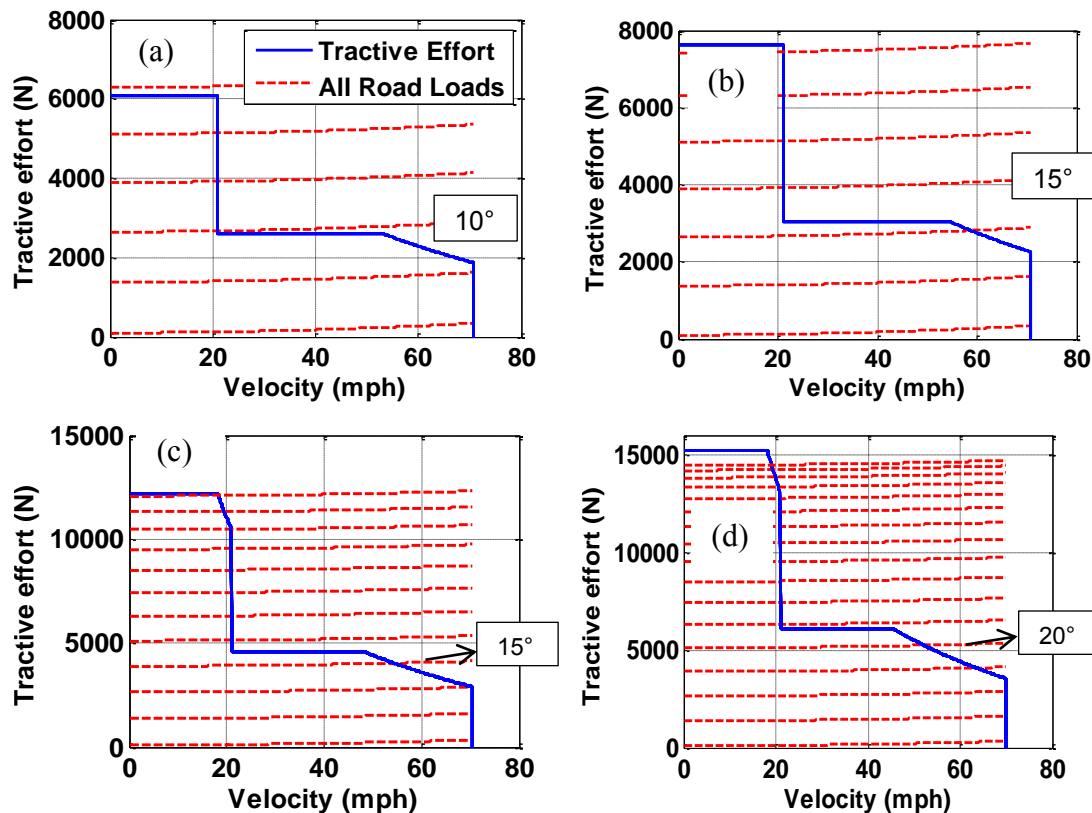 8000
6000
4000
2000
0
Tractive Effort (N)
(a)
Tractive Effort
All Road Loads
10°
0 20 40 60 80
Velocity (mph)
8000
6000
4000
2000
0
Tractive effort (N)
(b)
15°
0 20 40 60 80
Velocity (mph)
15000
10000
5000
0
Tractive effort (N)
(c)
15°
0 20 40 60 80
Velocity (mph)
15000
10000
5000
0
Tractive effort (N)
(d)
20°
0 20 40 60 80
Velocity (mph)